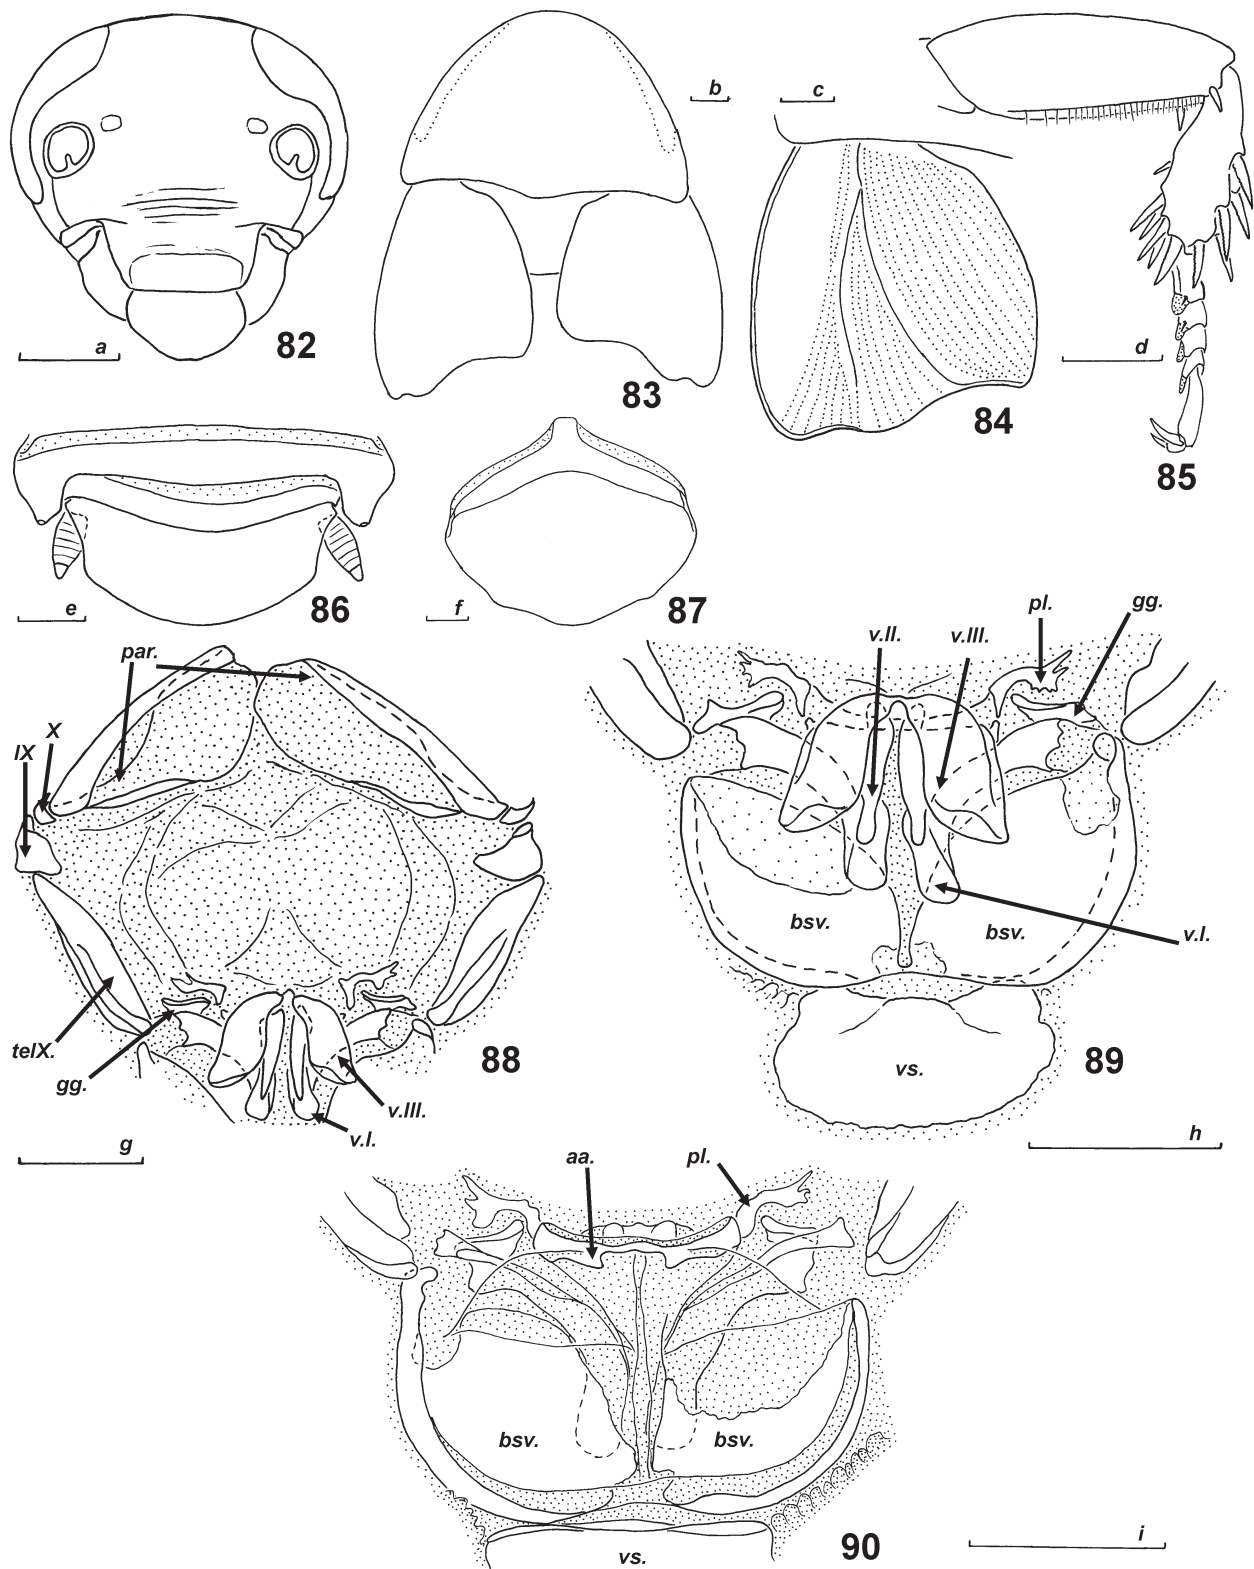 a
82
b
83
c
84
d
85
e
86
f
87
par.
X
IX
telX.
gg.
v.III.
v.I.
88
g
v.II.
v.III.
pl.
gg.
bsv.
bsv.
v.I.
vs.
89
h
aa.
pl.
bsv.
bsv.
vs.
90
i